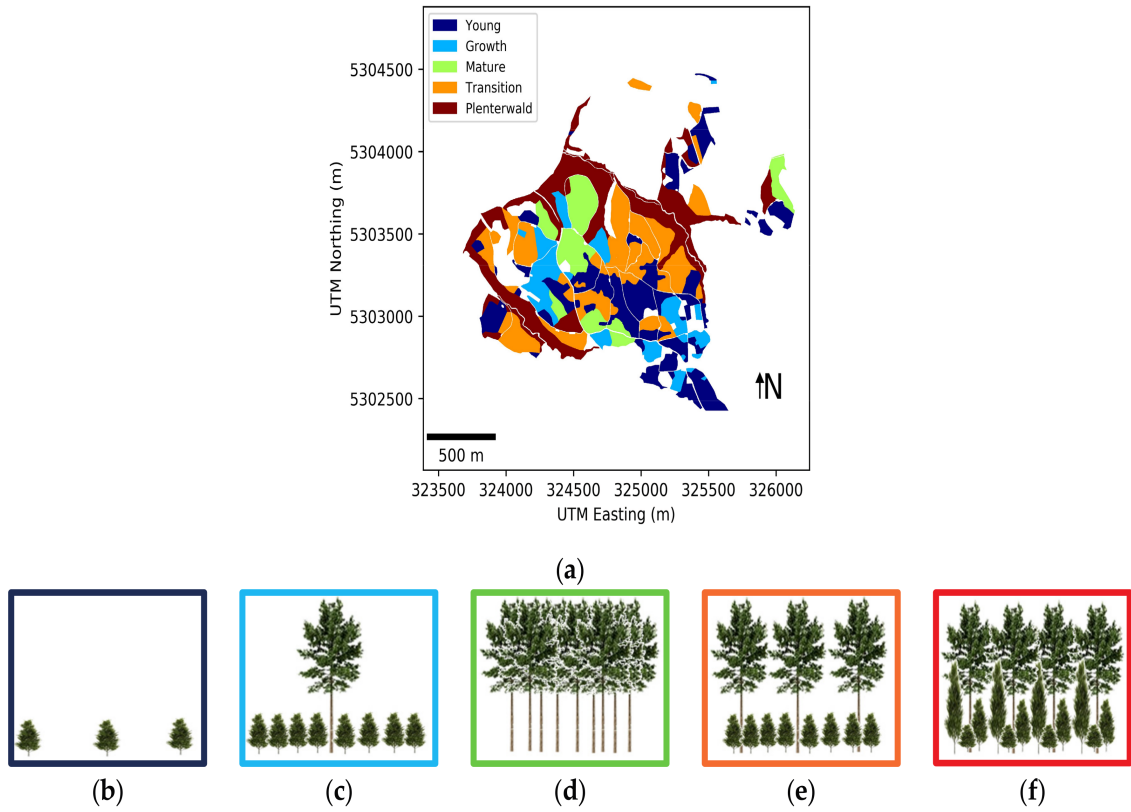 Young
Growth
Mature
Transition
Plenterwald
5304500
5304000
5303500
5303000
5302500
UTM Northing (m)
N
500 m
323500 324000 324500 325000 325500 326000
UTM Easting (m)
(a)
(b) (c) (d) (e) (f)